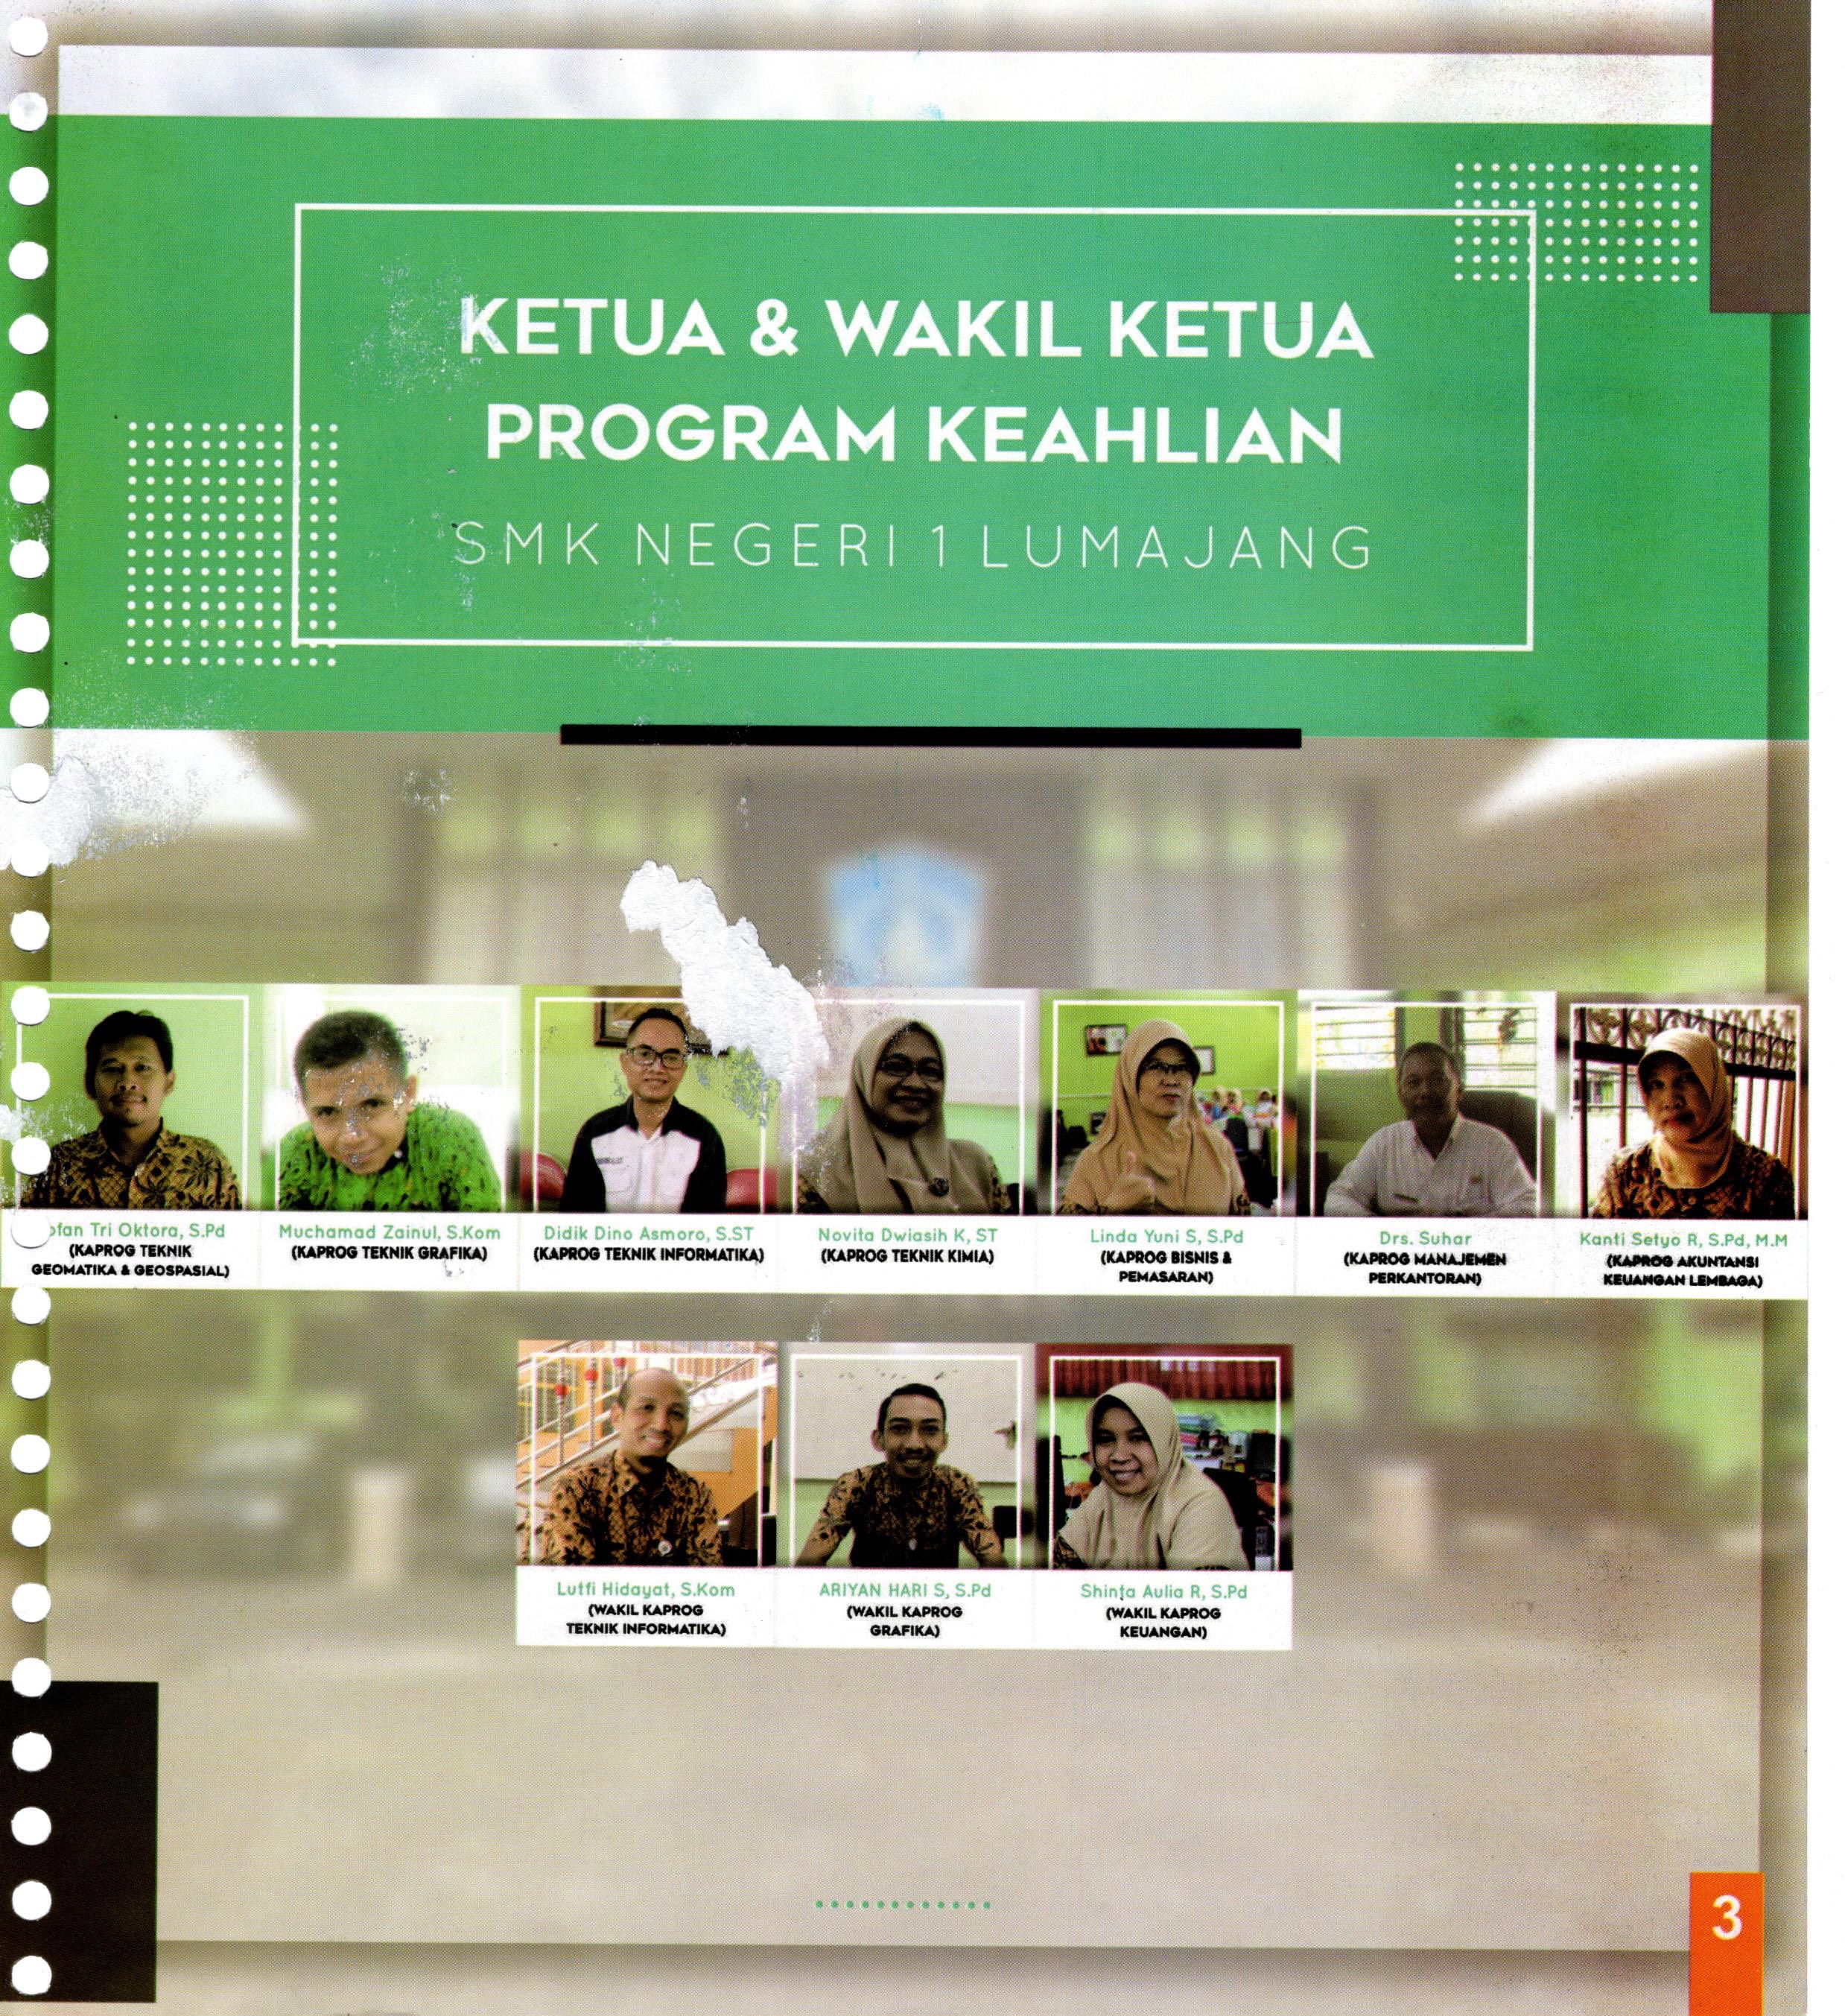 KETUA & WAKIL KETUA
PROGRAM KEAHLIAN
SMK NEGERI 1 LUMAJANG
Tri Oktora, S.Pd
(KAPROG TEKNIK
GEOMATIKA & GEOSPASIAL)
Muchamad Zainul, S.Kom
(KAPROG TEKNIK GRAFIKA)
Didik Dino Asmoro, S.ST
(KAPROG TEKNIK INFORMATIKA)
Novita Dwiasih K, ST
(KAPROG TEKNIK KIMIA)
Linda Yuni S, S.Pd
(KAPROG BISNIS &
PEMASARAN)
Drs. Suhar
(KAPROG MANAJEMEN
PERKANTORAN)
Kanti Setyo R, S.Pd, M.M
(KAPROG AKUNTANSI
KEUANGAN LEMBAGA)
Lutfi Hidayat, S.Kom
(WAKIL KAPROG
TEKNIK INFORMATIKA)
ARIYAN HARI S, S.Pd
(WAKIL KAPROG
GRAFIKA)
Shinta Aulia R, S.Pd
(WAKIL KAPROG
KEUANGAN)
3